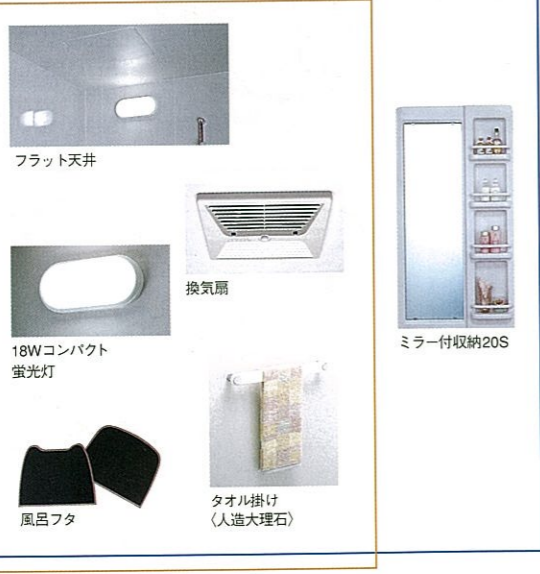 フラット天井
換気扇
18Wコンパクト
蛍光灯
ミラー付収納20S
風呂フタ
タオル掛け
〈人造大理石〉